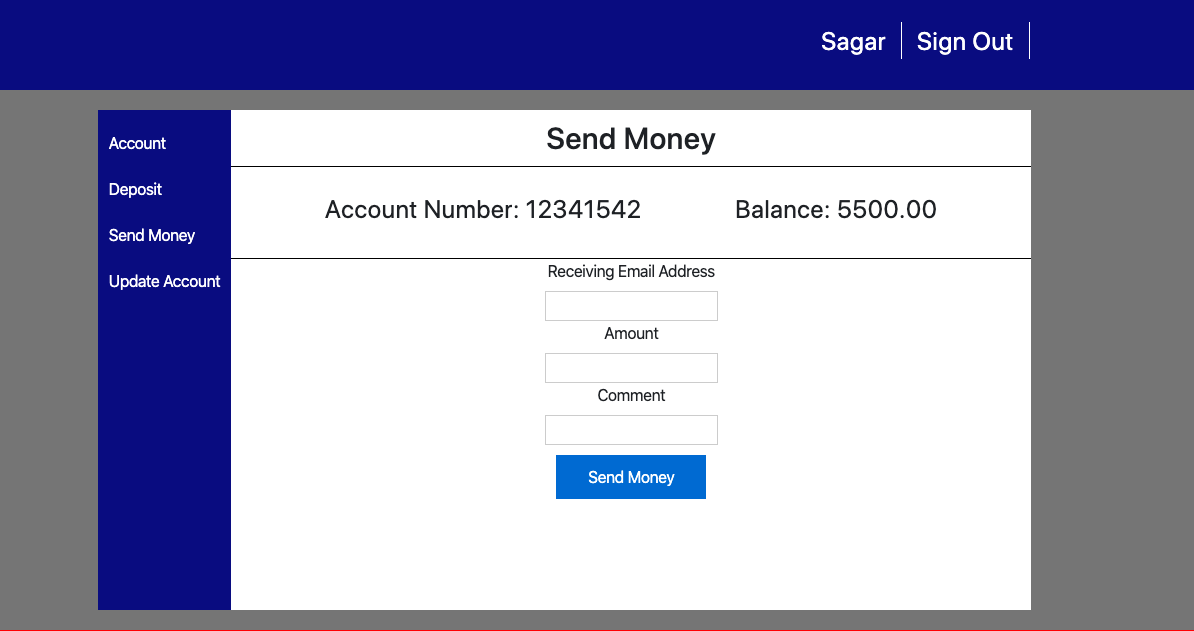 Sagar Sign Out
Send Money
Account
Deposit
Send Money
Update Account
Account Number: 12341542 Balance: 5500.00
Receiving Email Address
Amount
Comment
Send Money